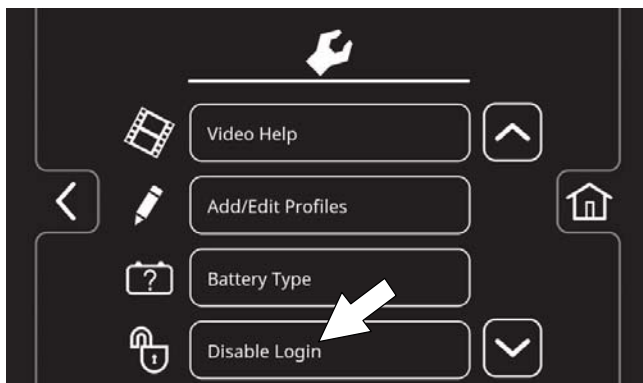 Video Help
Add/Edit Profiles
?
Battery Type
Disable Login